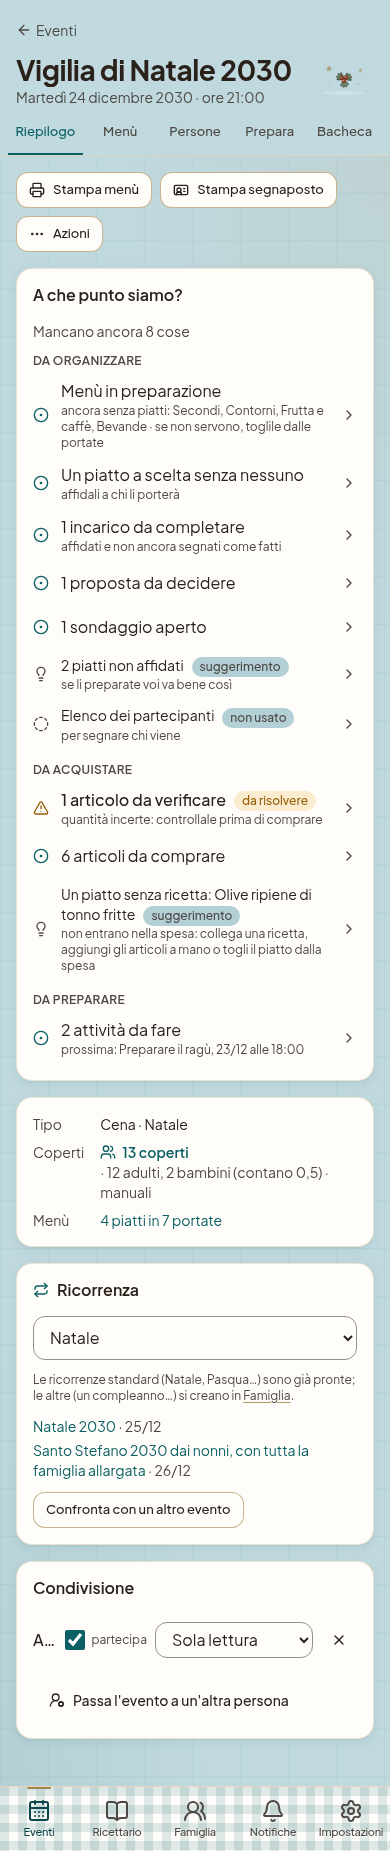 Eventi
Vigilia di Natale 2030
Martedì 24 dicembre 2030 · ore 21:00
Riepilogo Menù Persone Prepara Bacheca
Stampa menù Stampa segnaposto
Azioni
A che punto siamo?
Mancano ancora 8 cose
DA ORGANIZZARE
Menù in preparazione
ancora senza piatti: Secondi, Contorni, Frutta e
caffè, Bevande · se non servono, toglile dalle
portate
Un piatto a scelta senza nessuno
affidali a chi li porterà
1 incarico da completare
affidati e non ancora segnati come fatti
1 proposta da decidere
1 sondaggio aperto
2 piatti non affidati suggerimento
se li preparate voi va bene così
Elenco dei partecipanti non usato
per segnare chi viene
DA ACQUISTARE
1 articolo da verificare da risolvere
quantità incerte: controllale prima di comprare
6 articoli da comprare
Un piatto senza ricetta: Olive ripiene di
tonno fritte suggerimento
non entrano nella spesa: collega una ricetta,
aggiungi gli articoli a mano o togli il piatto dalla
spesa
DA PREPARARE
2 attività da fare
prossima: Preparare il ragù, 23/12 alle 18:00
Tipo Cena · Natale
Coperti 13 coperti
· 12 adulti, 2 bambini (contano 0,5) ·
manuali
Menù 4 piatti in 7 portate
Ricorrenza
Natale
Le ricorrenze standard (Natale, Pasqua…) sono già pronte;
le altre (un compleanno…) si creano in Famiglia.
Natale 2030 · 25/12
Santo Stefano 2030 dai nonni, con tutta la
famiglia allargata · 26/12
Confronta con un altro evento
Condivisione
A… partecipa Sola lettura
Passa l'evento a un'altra persona
Eventi Ricettario Famiglia Notifiche Impostazioni